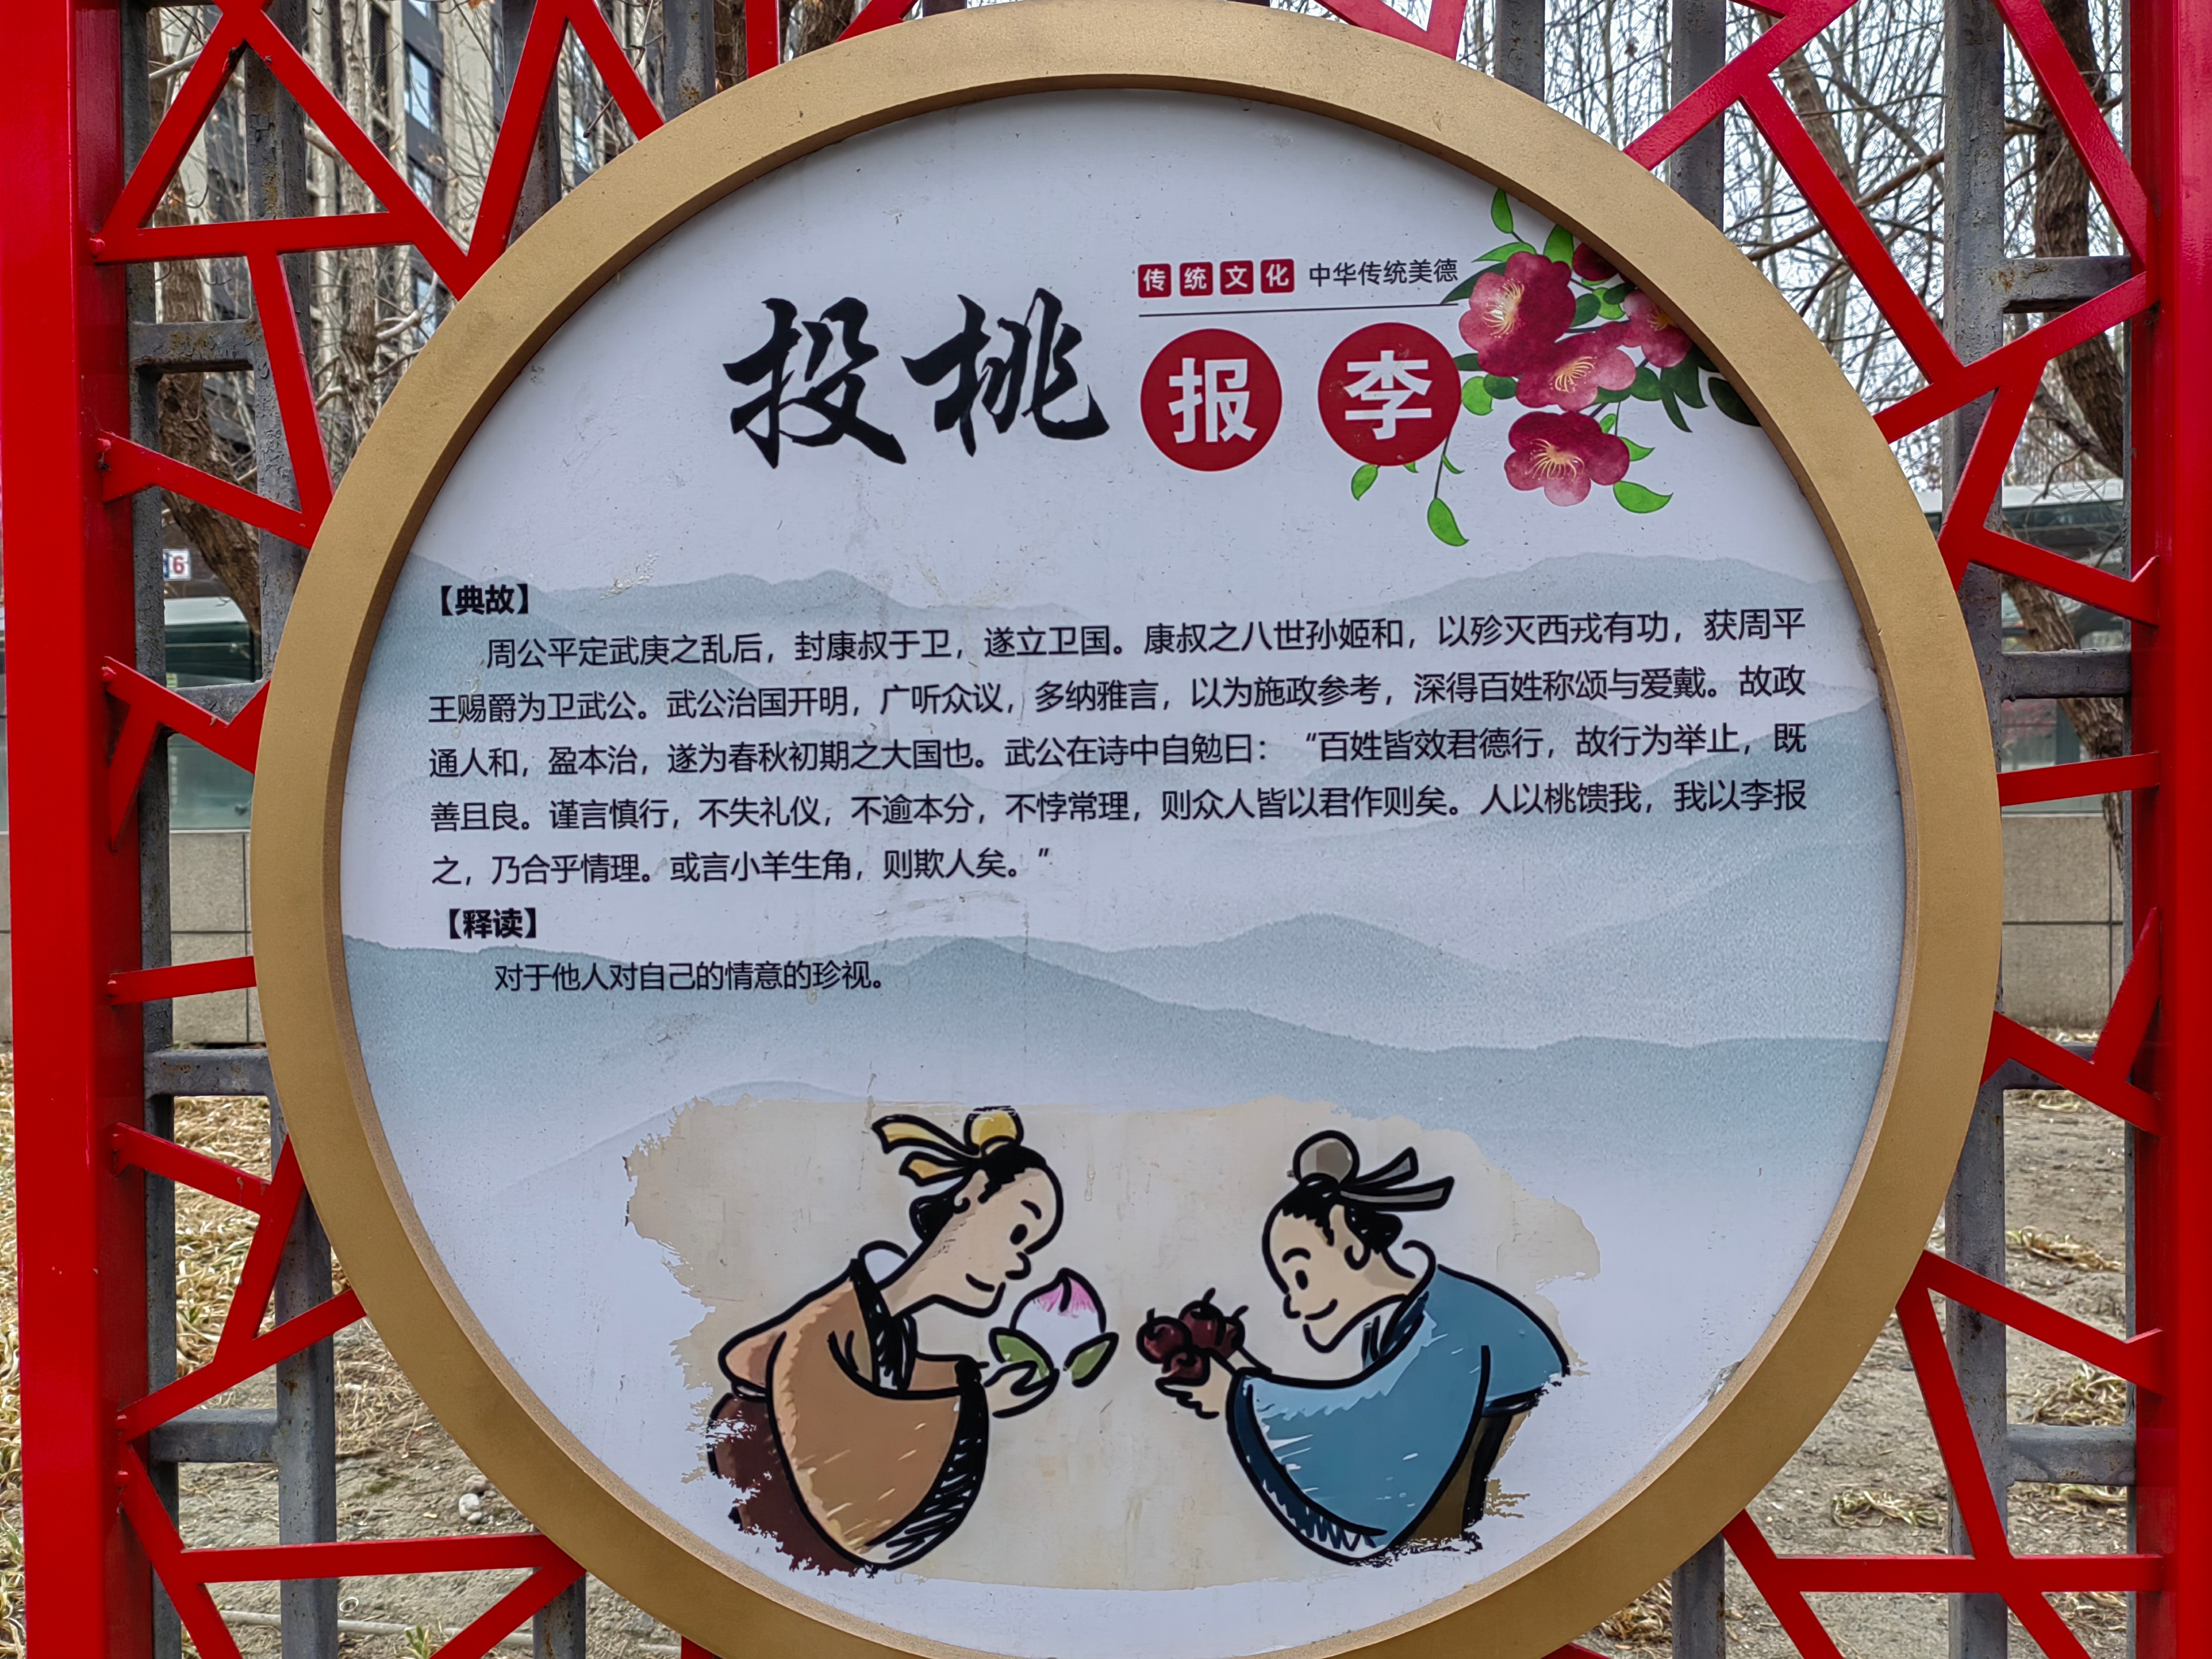 传统文化 中华传统美德
投桃报李
【典故】
周公平定武庚之乱后，封康叔于卫，遂立卫国。康叔之八世孙姬和，以殄灭西戎有功，获周平
王赐爵为卫武公。武公治国开明，广听众议，多纳雅言，以为施政参考，深得百姓称颂与爱戴。故政
通人和，盈本治，遂为春秋初期之大国也。武公在诗中自勉曰：“百姓皆效君德行，故行为举止，既
善且良。谨言慎行，不失礼仪，不逾本分，不悖常理，则众人皆以君作则矣。人以桃馈我，我以李报
之，乃合乎情理。或言小羊生角，则欺人矣。”
【释读】
对于他人对自己的情意的珍视。
6